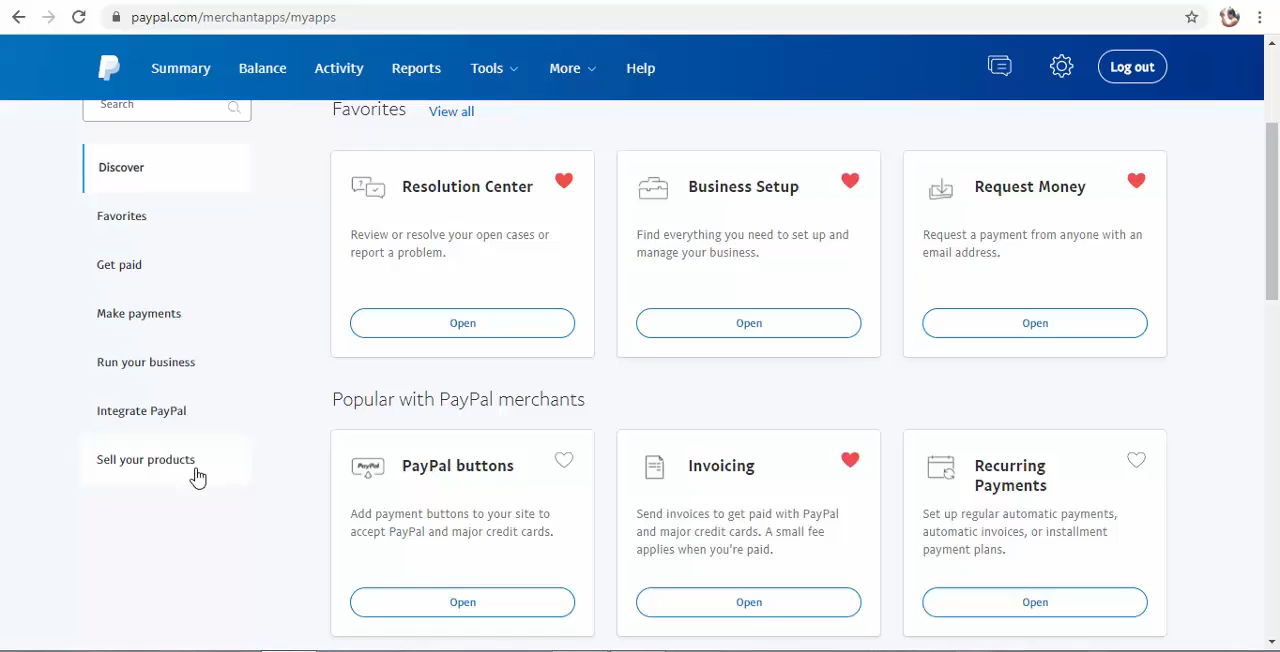 paypal.com/merchantapps/myapps
Summary Balance Activity Reports Tools More Help Log out
Search
Discover
Favorites
Get paid
Make payments
Run your business
Integrate PayPal
Sell your products
Favorites View all
Resolution Center
Review or resolve your open cases or
report a problem.
Open
Business Setup
Find everything you need to set up and
manage your business.
Open
Request Money
Request a payment from anyone with an
email address.
Open
Popular with PayPal merchants
PayPal
PayPal buttons
Add payment buttons to your site to
accept PayPal and major credit cards.
Open
Invoicing
Send invoices to get paid with PayPal
and major credit cards. A small fee
applies when you're paid.
Open
Recurring
Payments
Set up regular automatic payments,
automatic invoices, or installment
payment plans.
Open